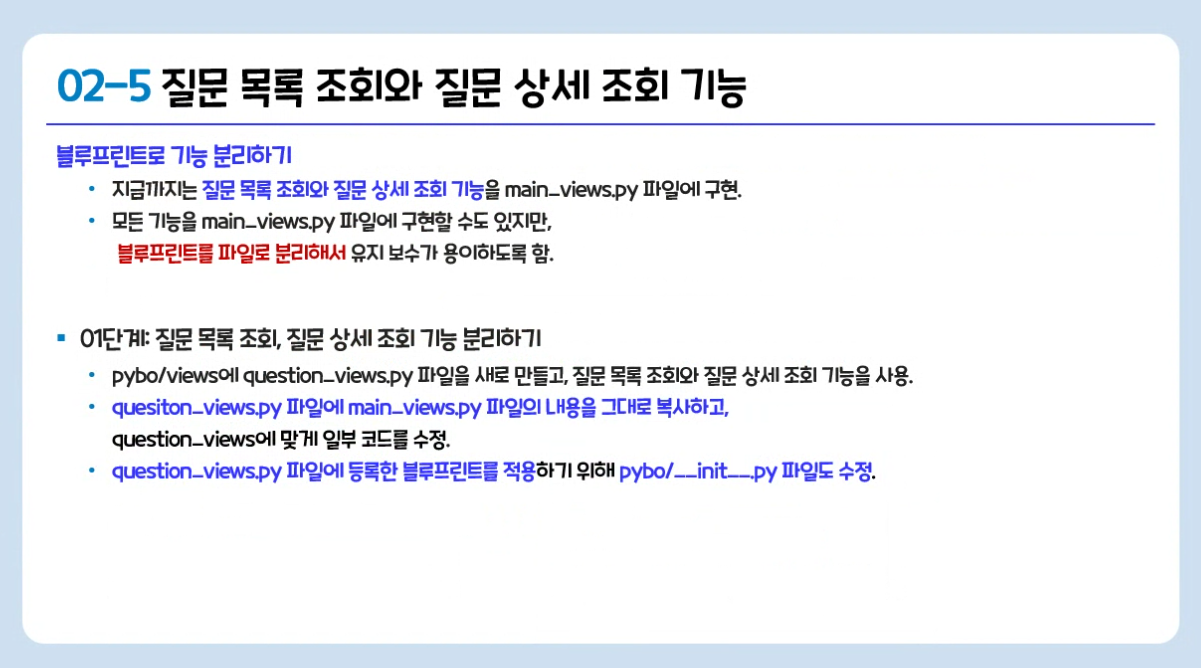 02-5 질문 목록 조회와 질문 상세 조회 기능
블루프린트로 기능 분리하기
• 지금까지는 질문 목록 조회와 질문 상세 조회 기능을 main_views.py 파일에 구현.
• 모든 기능을 main_views.py 파일에 구현할 수도 있지만,
블루프린트를 파일로 분리해서 유지 보수가 용이하도록 함.
▪ 01단계: 질문 목록 조회, 질문 상세 조회 기능 분리하기
• pybo/views에 question_views.py 파일을 새로 만들고, 질문 목록 조회와 질문 상세 조회 기능을 사용.
• quesiton_views.py 파일에 main_views.py 파일의 내용을 그대로 복사하고,
question_views에 맞게 일부 코드를 수정.
• question_views.py 파일에 등록한 블루프린트를 적용하기 위해 pybo/__init__.py 파일도 수정.